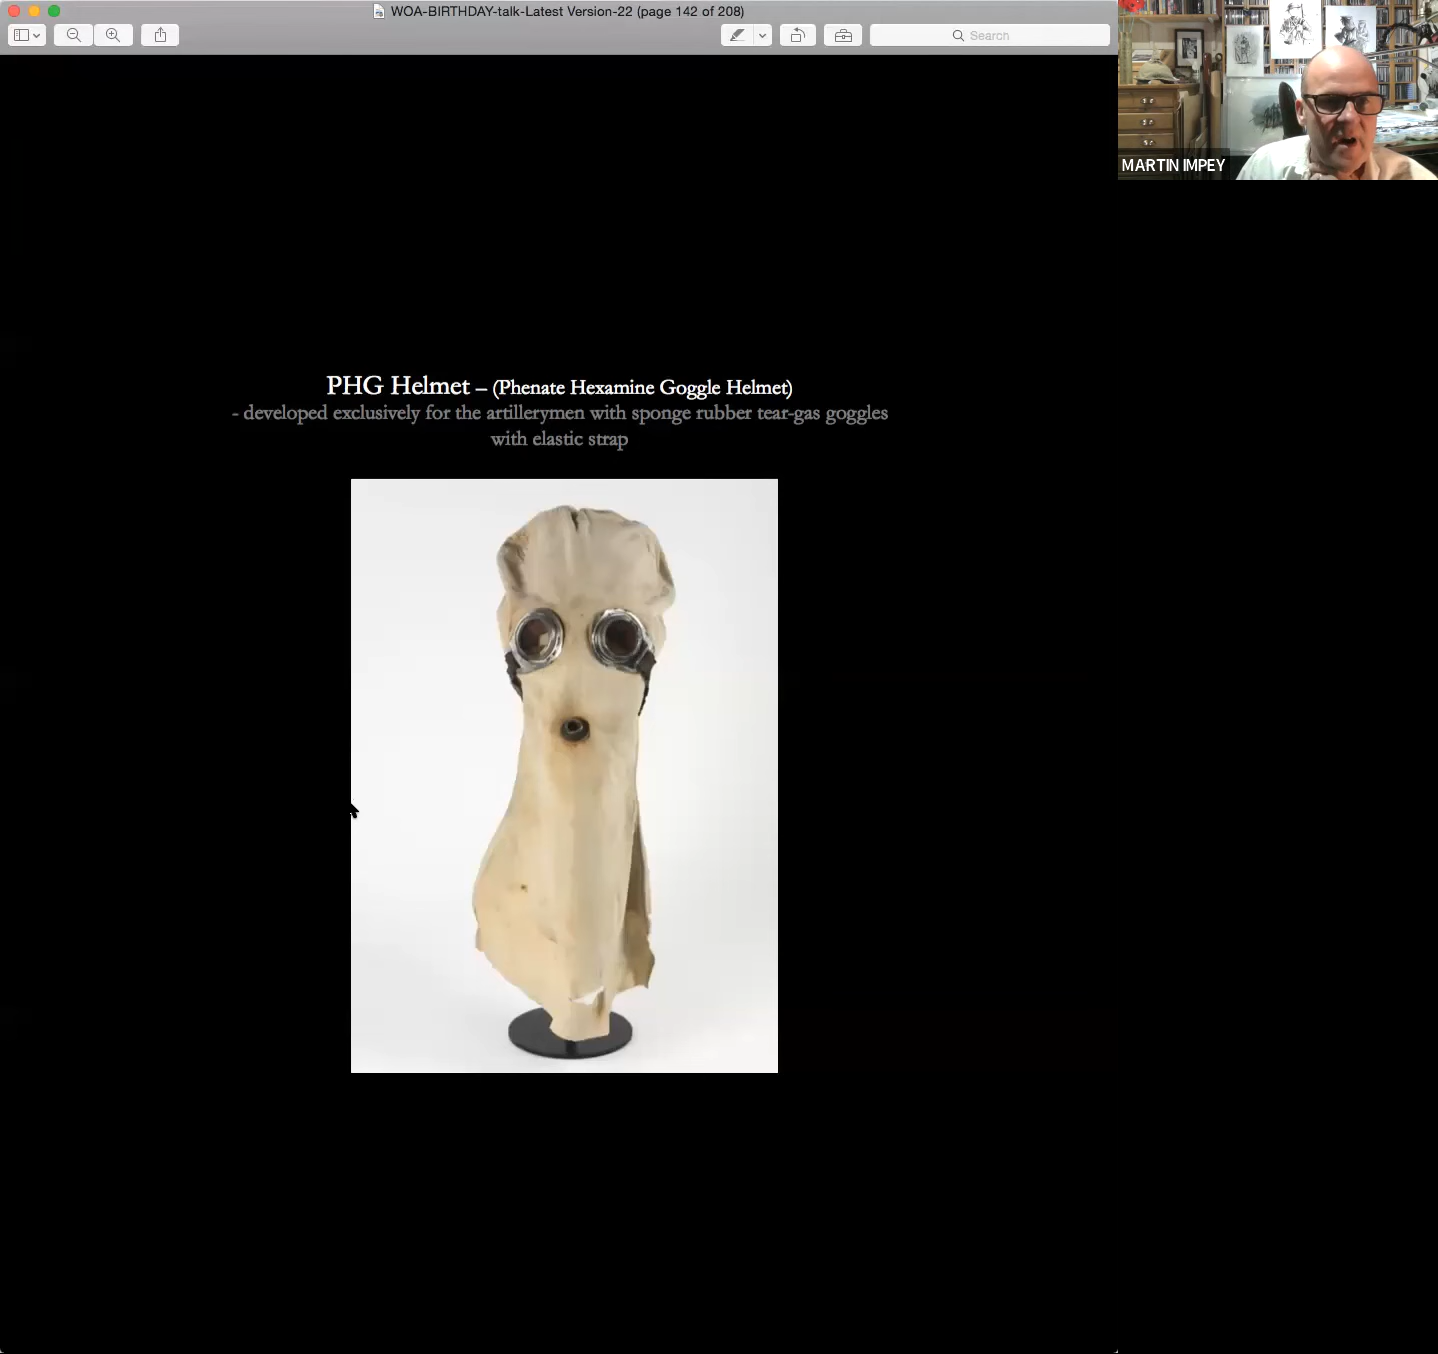 WOA-BIRTHDAY-talk-Latest Version-22 (page 142 of 208)
Search
MARTIN IMPEY
PHG Helmet – (Phenate Hexamine Goggle Helmet)
- developed exclusively for the artillerymen with sponge rubber tear-gas goggles
with elastic strap